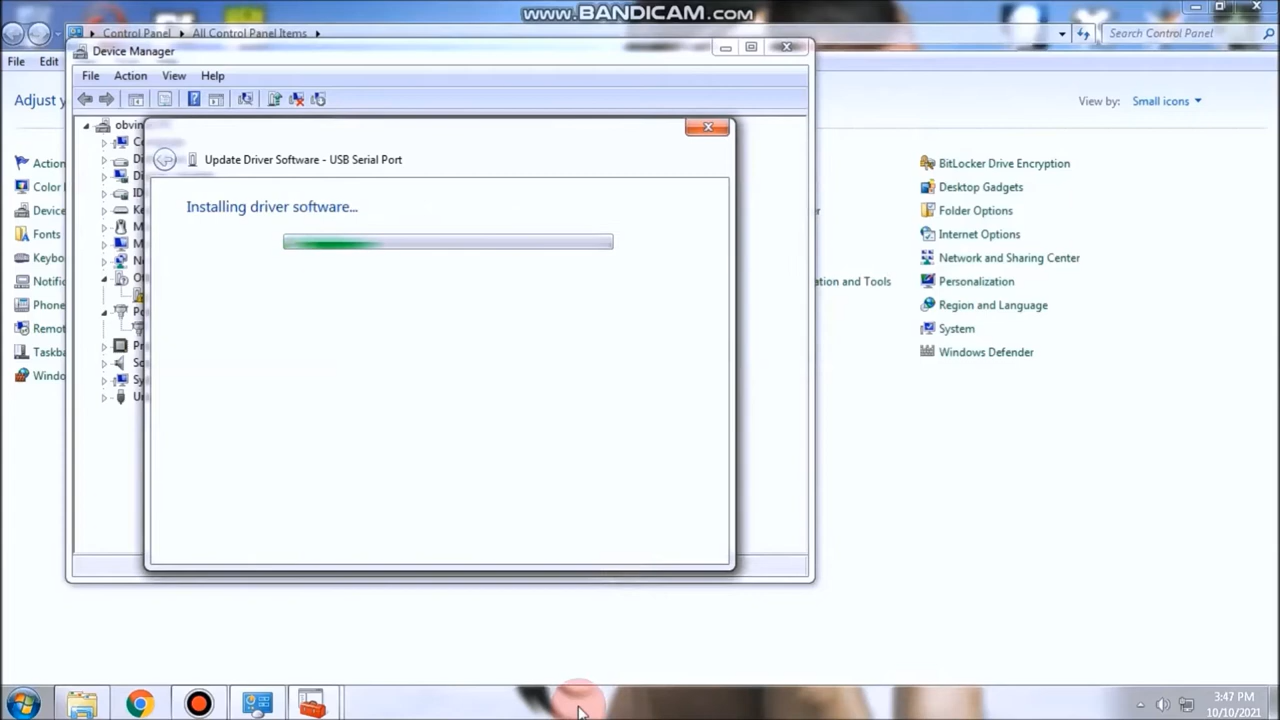 www.BANDICAM.com
Control Panel
All Control Panel Items
Search Control Panel
File
Edit
Device Manager
File
Action
View
Help
Adjust y
View by:
Small icons
obvin
Update Driver Software - USB Serial Port
Installing driver software...
Action
Color
Device
Fonts
Keybo
Notific
Phone
Remot
Taskba
Windo
ation and Tools
BitLocker Drive Encryption
Desktop Gadgets
Folder Options
Internet Options
Network and Sharing Center
Personalization
Region and Language
System
Windows Defender
3:47 PM
10/10/2021